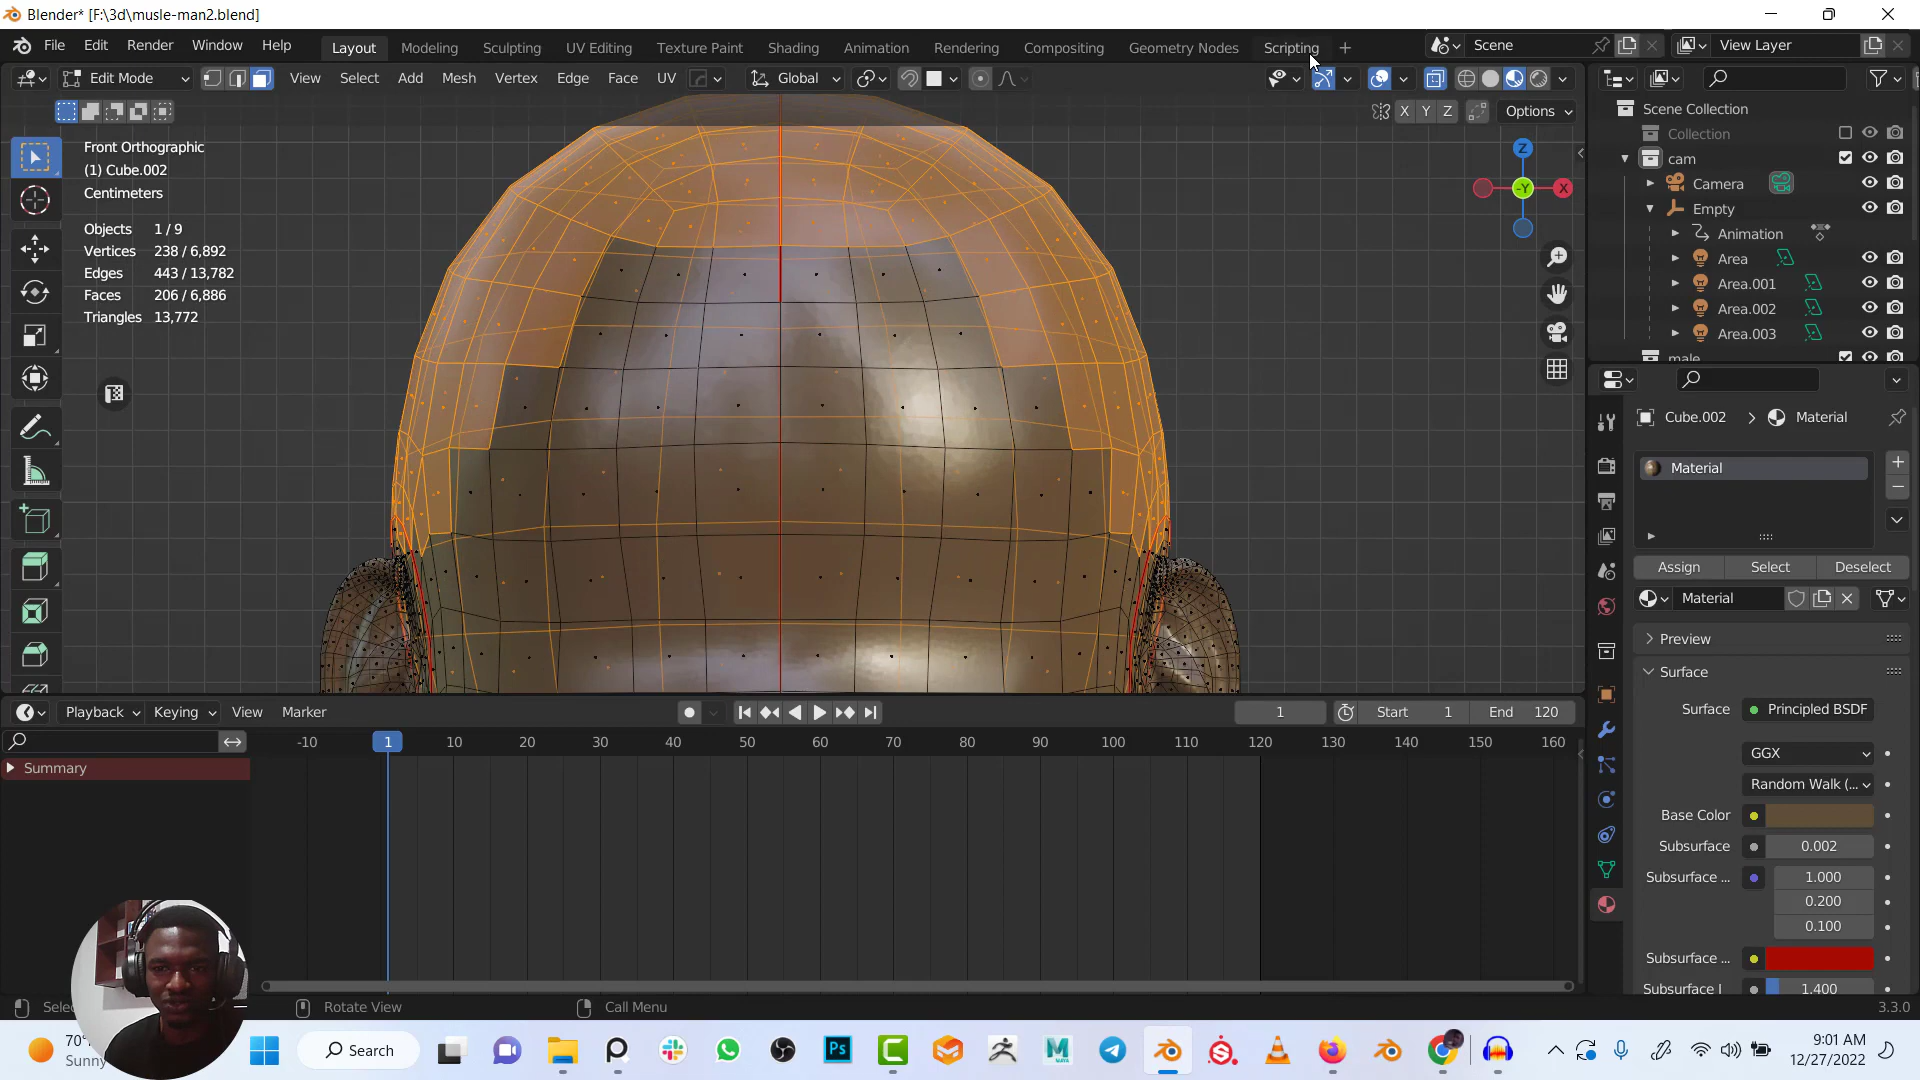 Blender* [F:\3d\musle-man2.blend]
File Edit Render Window Help Layout Modeling Sculpting UV Editing Texture Paint Shading Animation Rendering Compositing Geometry Nodes Scripting + Scene View Layer
Edit Mode View Select Add Mesh Vertex Edge Face UV Global
X Y Z Options
Front Orthographic
(1) Cube.002
Centimeters
Objects 1 / 9
Vertices 238 / 6,892
Edges 443 / 13,782
Faces 206 / 6,886
Triangles 13,772
Z
-Y X
Scene Collection
Collection
cam
Camera
Empty
Animation
Area
Area.001
Area.002
Area.003
male
Cube.002 > Material
Material
Assign Select Deselect
Material
Preview
Surface
Surface Principled BSDF
GGX
Random Walk (...
Base Color
Subsurface 0.002
Subsurface ... 1.000
0.200
0.100
Subsurface ...
Subsurface I 1.400
Playback Keying View Marker 1 Start 1 End 120
-10 1 10 20 30 40 50 60 70 80 90 100 110 120 130 140 150 160
Summary
Selec Rotate View Call Menu 3.3.0
70°
Sunny
Search
Ps
9:01 AM
12/27/2022